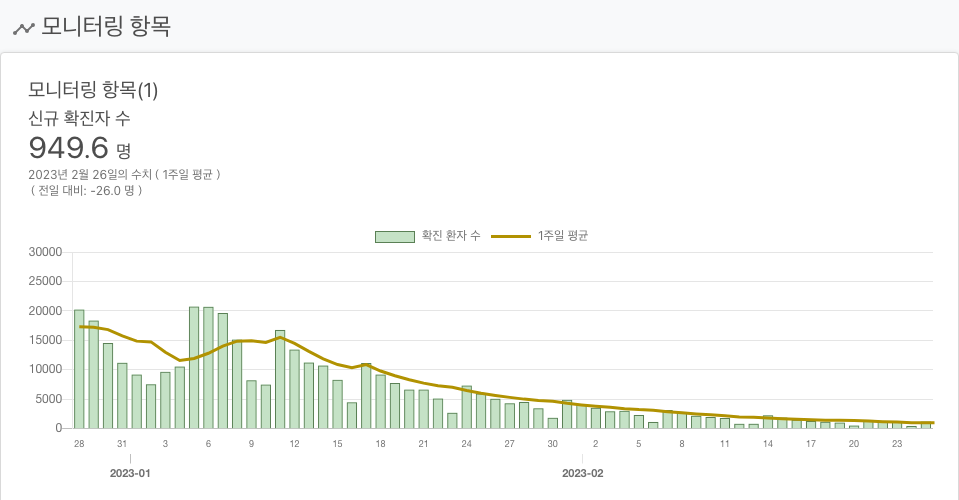 모니터링 항목
모니터링 항목(1)
신규 확진자 수
949.6 명
2023년 2월 26일의 수치 ( 1주일 평균 )
( 전일 대비: -26.0 명 )
확진 환자 수 1주일 평균
30000
25000
20000
15000
10000
5000
0
28 31 3 6 9 12 15 18 21 24 27 30 2 5 8 11 14 17 20 23
2023-01 2023-02